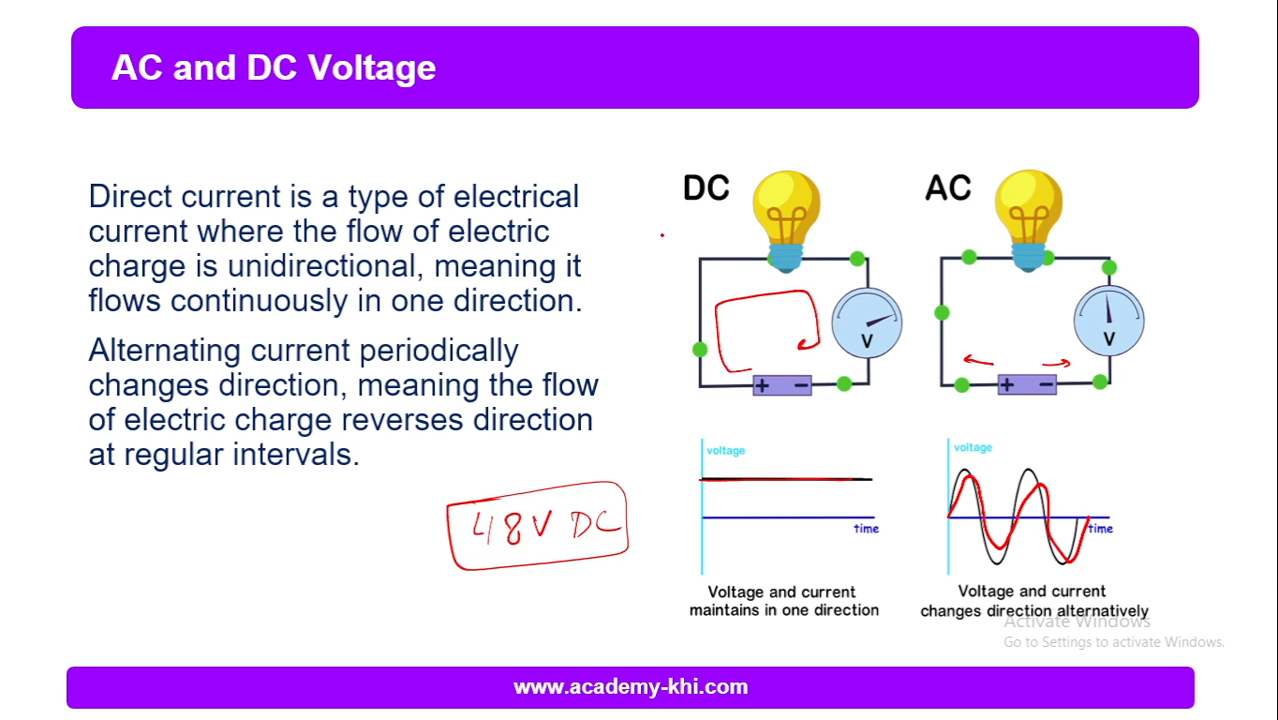 AC and DC Voltage
Direct current is a type of electrical
current where the flow of electric
charge is unidirectional, meaning it
flows continuously in one direction.
Alternating current periodically
changes direction, meaning the flow
of electric charge reverses direction
at regular intervals.
48V DC
DC
V
+ −
voltage
time
Voltage and current
maintains in one direction
AC
V
+ −
voltage
time
Voltage and current
changes direction alternatively
Activate Windows
Go to Settings to activate Windows.
www.academy-khi.com